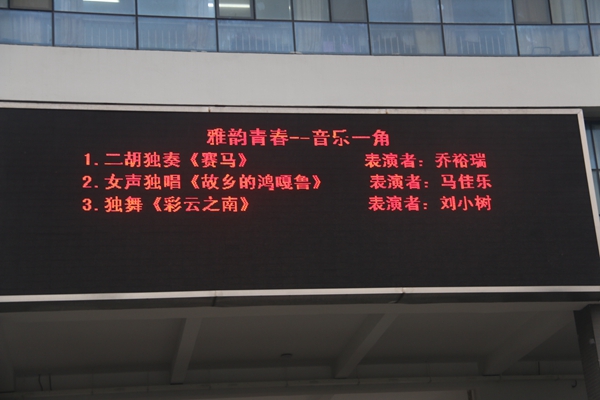 雅韵青春--音乐一角
1.二胡独奏《赛马》 表演者：乔裕瑞
2.女声独唱《故乡的鸿嘎鲁》 表演者：马佳乐
3.独舞《彩云之南》 表演者：刘小树